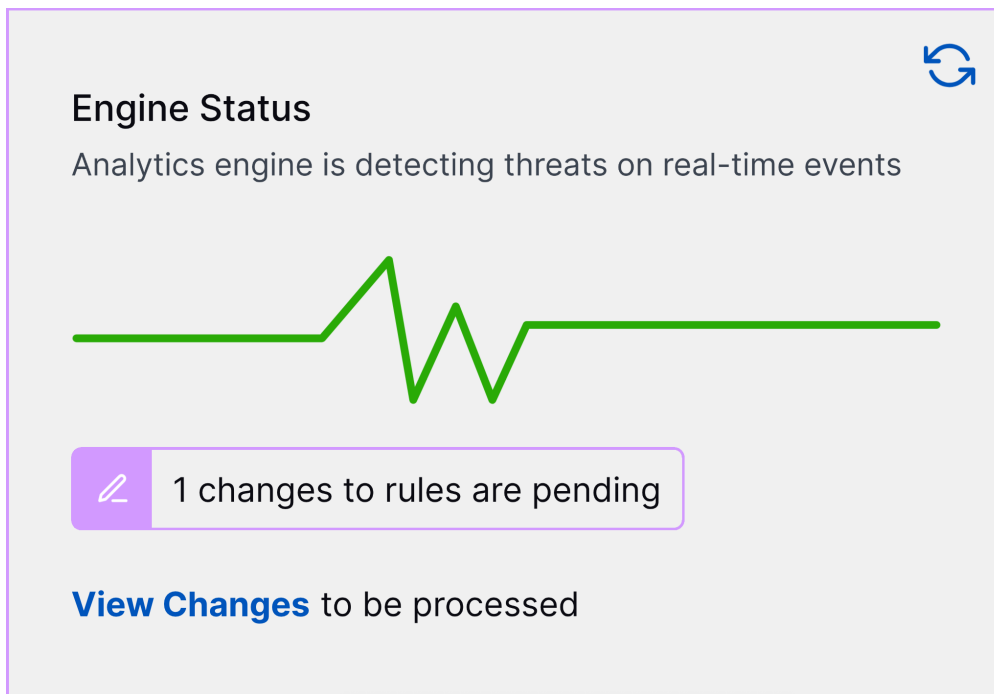 Engine Status
Analytics engine is detecting threats on real-time events
1 changes to rules are pending
View Changes to be processed